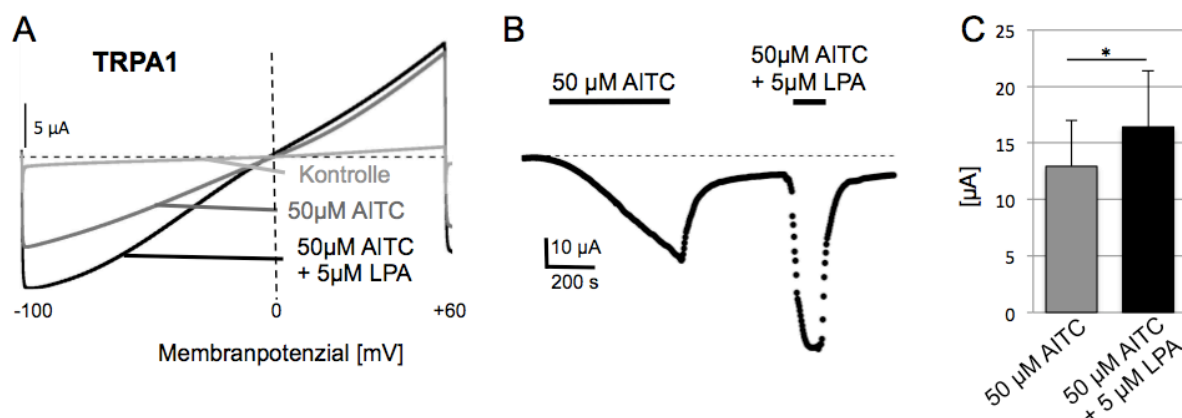 A
TRPA1
5 µA
Kontrolle
50µM AITC
50µM AITC
+ 5µM LPA
-100
0
+60
Membranpotenzial [mV]
B
50 µM AITC
50µM AITC
+ 5µM LPA
10 µA
200 s
C
25
20
15
10
5
0
[µA]
*
50 µM AITC
50 µM AITC
+ 5 µM LPA